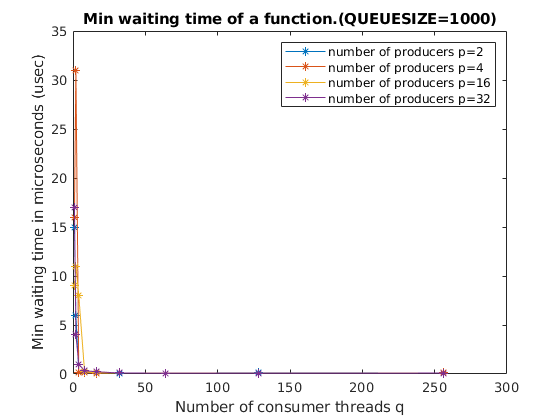 Min waiting time of a function.(QUEUESIZE=1000)
35
30
25
20
15
10
5
0
Min waiting time in microseconds (usec)
number of producers p=2
number of producers p=4
number of producers p=16
number of producers p=32
0 50 100 150 200 250 300
Number of consumer threads q